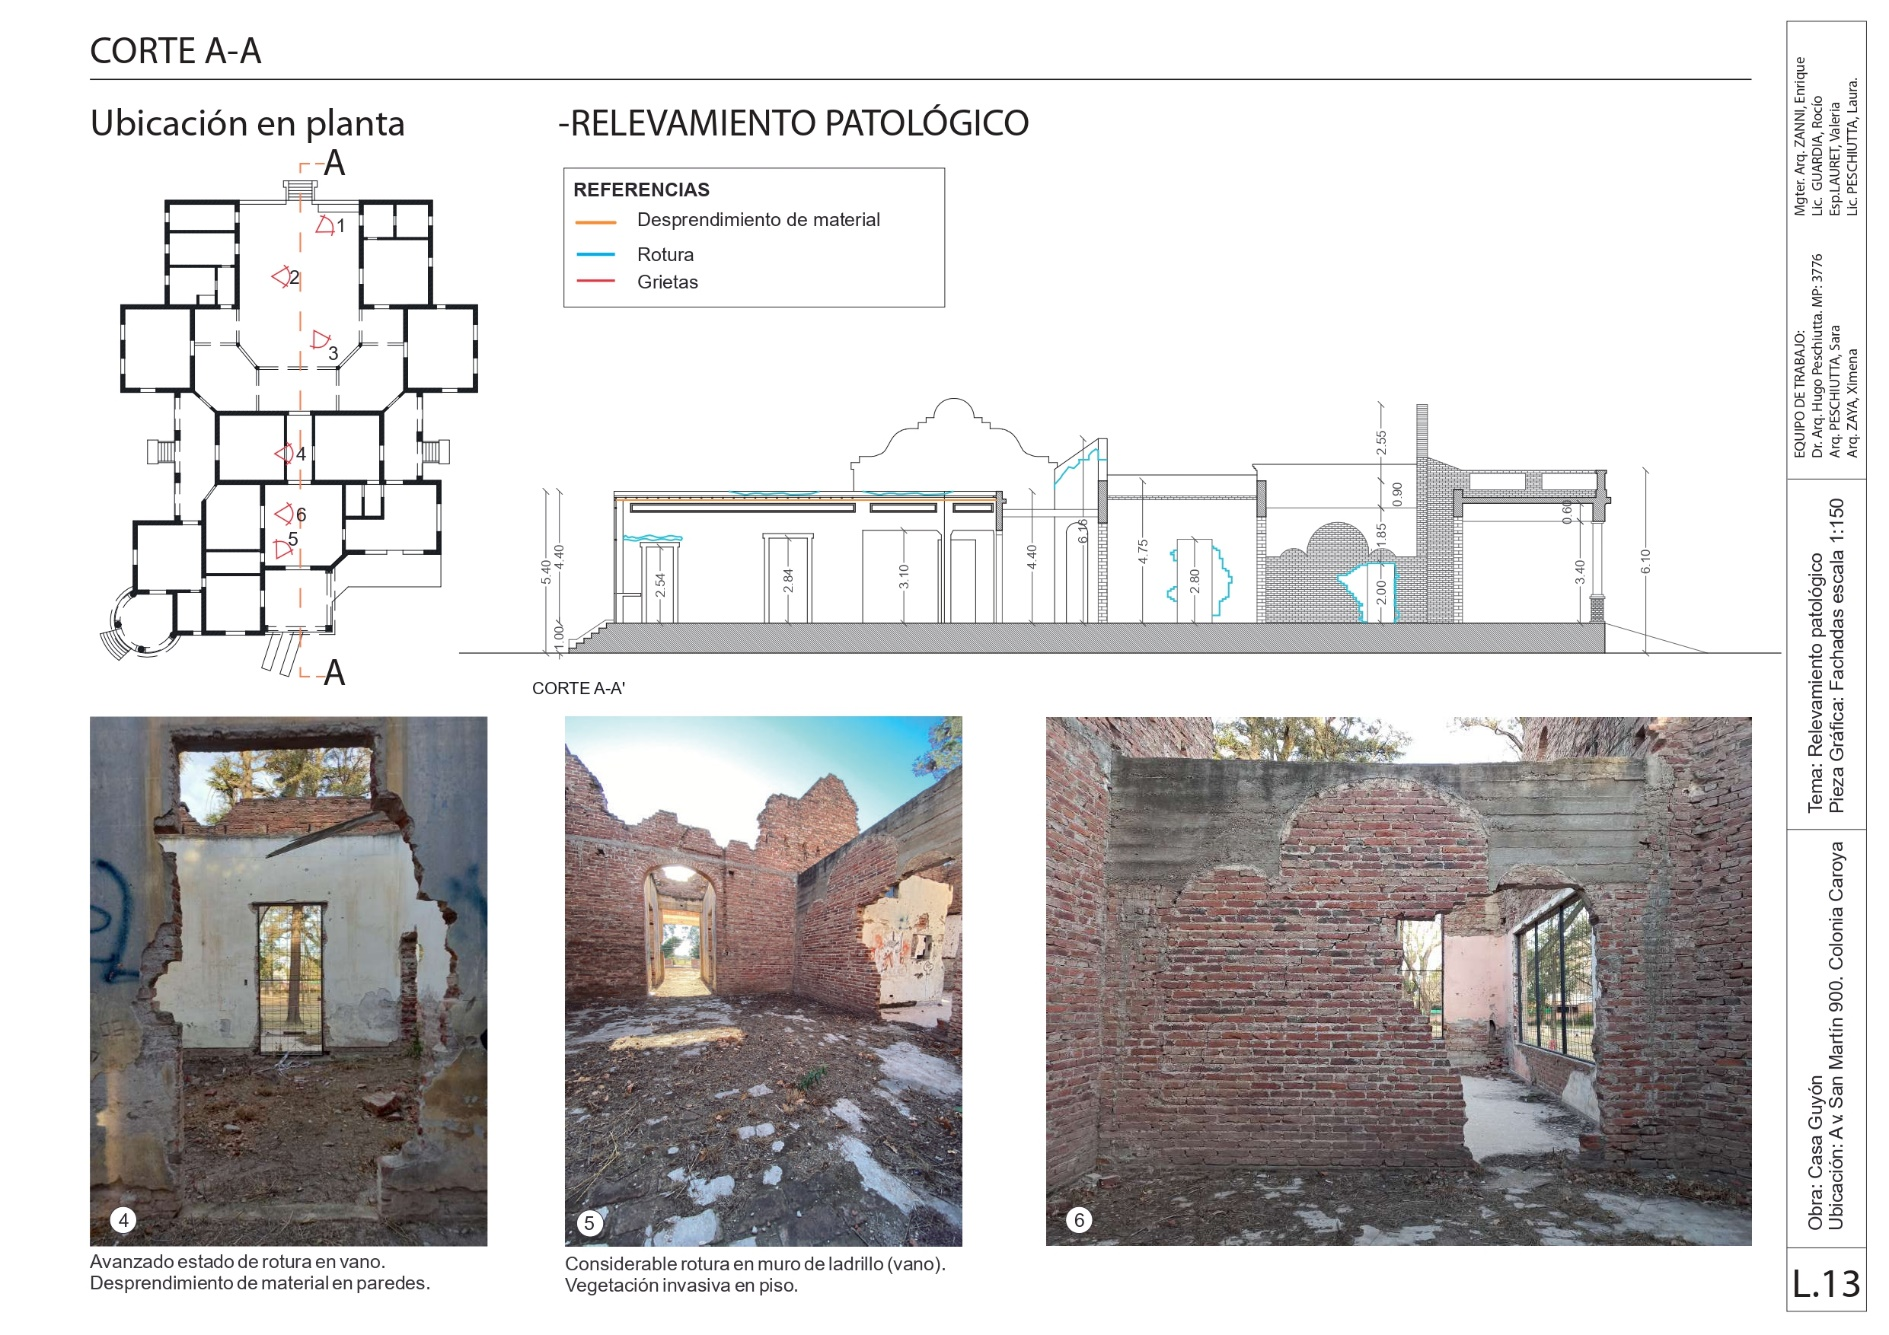 CORTE A-A
Ubicación en planta
-RELEVAMIENTO PATOLÓGICO
A
1
2
3
4
6
5
A
REFERENCIAS
Desprendimiento de material
Rotura
Grietas
5.40
4.40
1.00
2.54
2.84
3.10
4.40
6.16
4.75
2.80
2.55
0.90
1.85
2.00
0.60
3.40
6.10
CORTE A-A'
4
Avanzado estado de rotura en vano.
Desprendimiento de material en paredes.
5
Considerable rotura en muro de ladrillo (vano).
Vegetación invasiva en piso.
6
Mgter. Arq. ZANNI, Enrique
Lic. GUARDIA, Rocío
Esp.LAURET, Valeria
Lic. PESCHIUTTA, Laura.
EQUIPO DE TRABAJO:
Dr. Arq. Hugo Peschiutta. MP: 3776
Arq. PESCHIUTTA, Sara
Arq. ZAYA, Ximena
Tema: Relevamiento patológico
Pieza Gráfica: Fachadas escala 1:150
Obra: Casa Guyón
Ubicación: Av. San Martín 900. Colonia Caroya
L.13